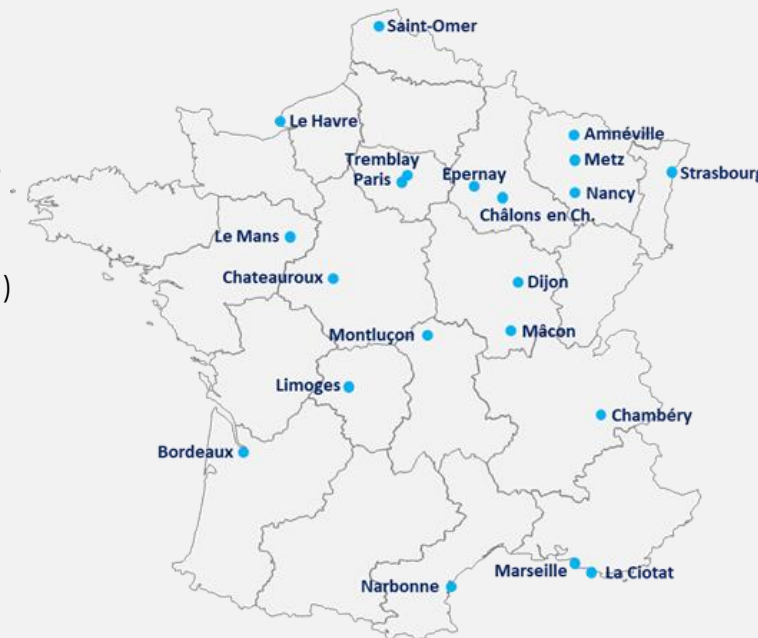 Saint-Omer
Le Havre
Amnéville
Tremblay
Metz
Paris
Epernay
Strasbourg
Nancy
Châlons en Ch.
Le Mans
Chateauroux
)
Dijon
Montluçon
Mâcon
Limoges
Chambéry
Bordeaux
Marseille
La Ciotat
Narbonne